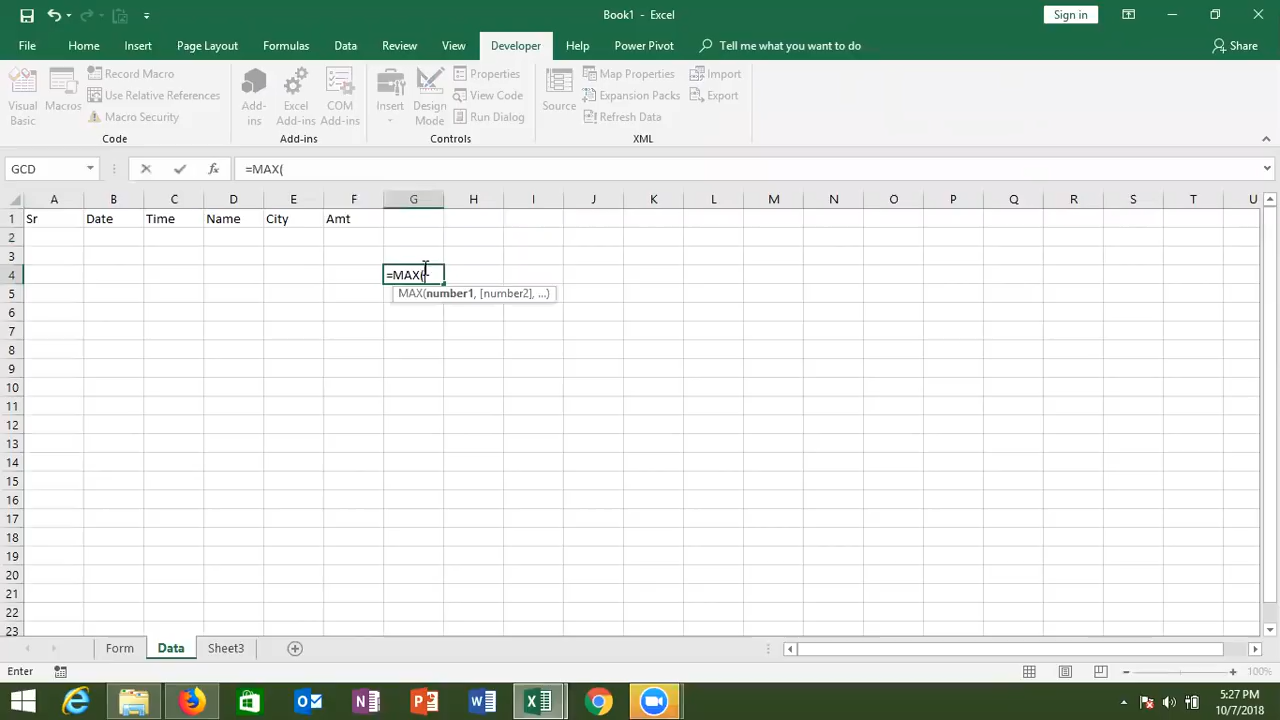 Book1 - Excel
Sign in
File Home Insert Page Layout Formulas Data Review View Developer Help Power Pivot Tell me what you want to do Share
Visual Basic
Macros
Record Macro
Use Relative References
Macro Security
Code
Add-ins
Excel Add-ins
COM Add-ins
Add-ins
Insert
Design Mode
Properties
View Code
Run Dialog
Controls
Source
Map Properties
Expansion Packs
Refresh Data
Import
Export
XML
GCD
fx
=MAX(
A B C D E F G H I J K L M N O P Q R S T U
1 Sr Date Time Name City Amt
2
3
4 =MAX(
5 MAX(number1, [number2], ...)
6
7
8
9
10
11
12
13
14
15
16
17
18
19
20
21
22
23
Form Data Sheet3
Enter
100%
5:27 PM
10/7/2018